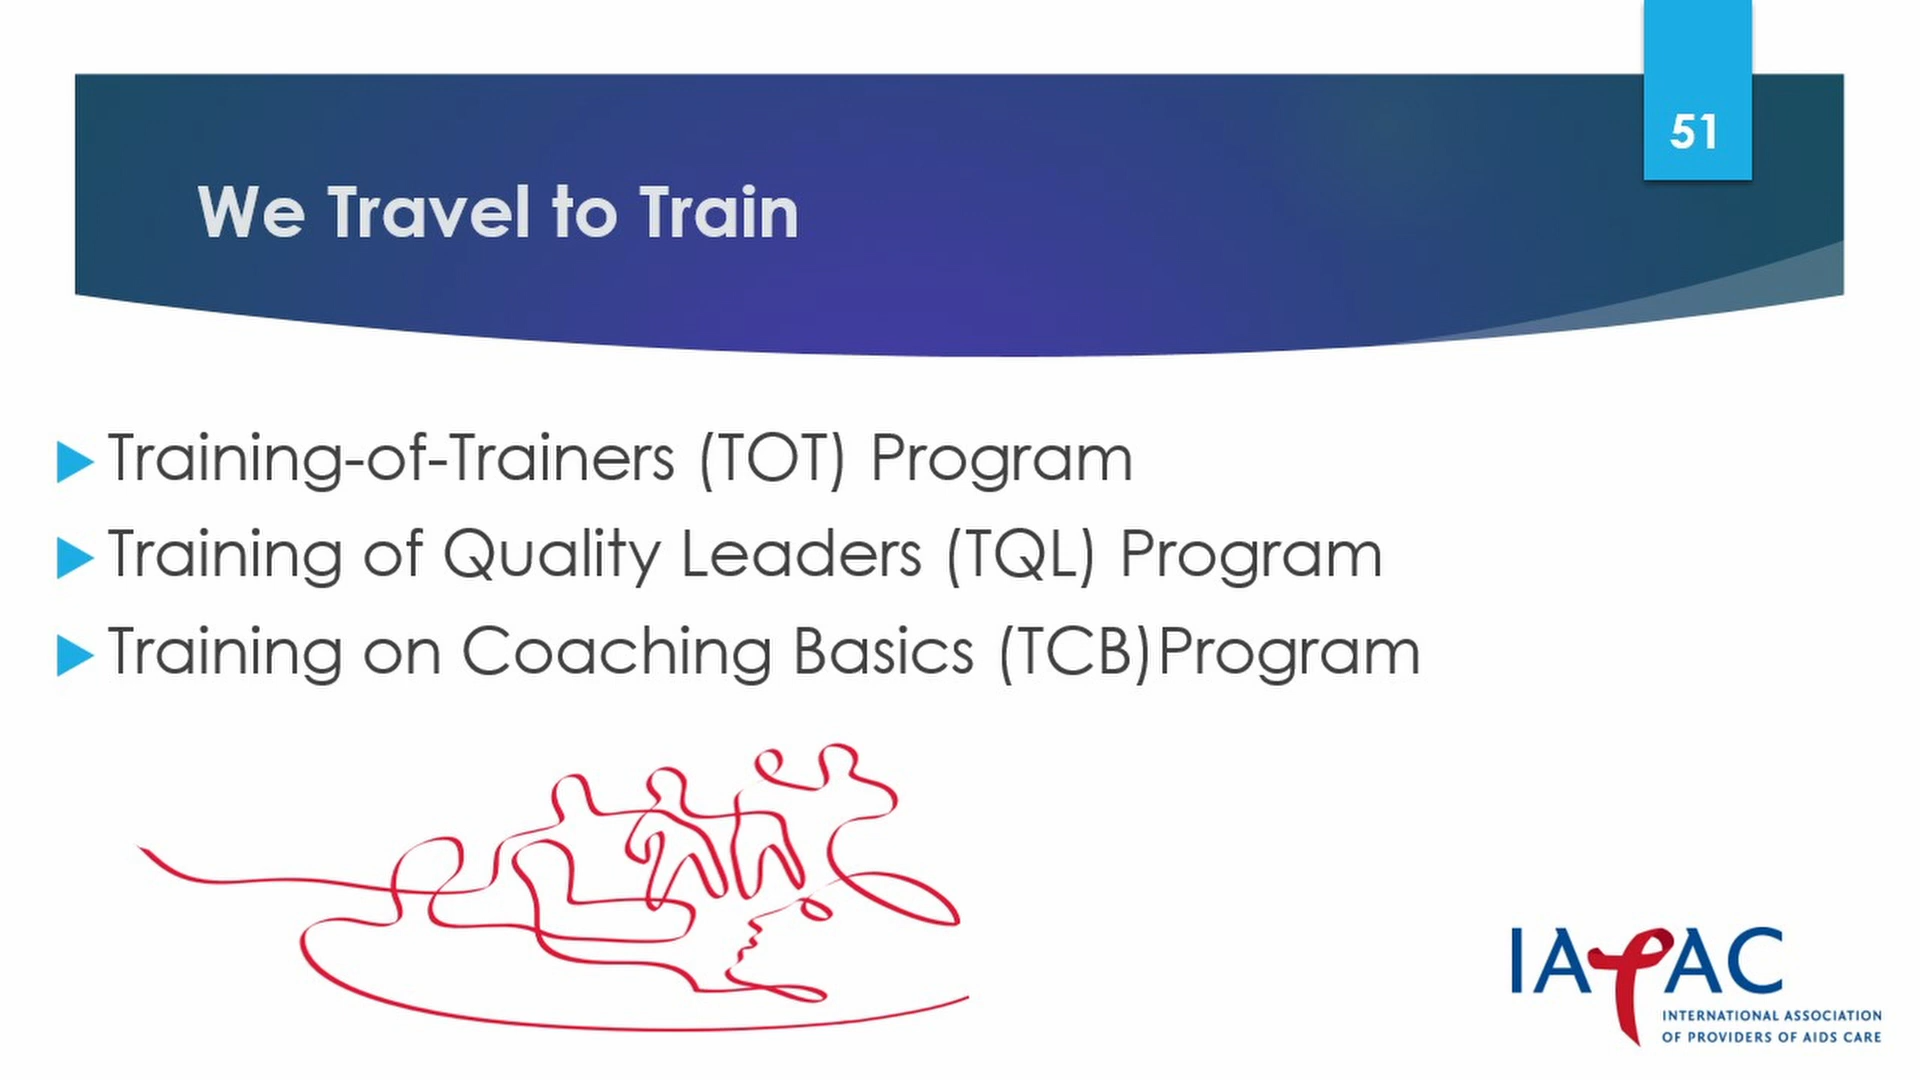 51
We Travel to Train
Training-of-Trainers (TOT) Program
Training of Quality Leaders (TQL) Program
Training on Coaching Basics (TCB)Program
IAPAC
INTERNATIONAL ASSOCIATION
OF PROVIDERS OF AIDS CARE